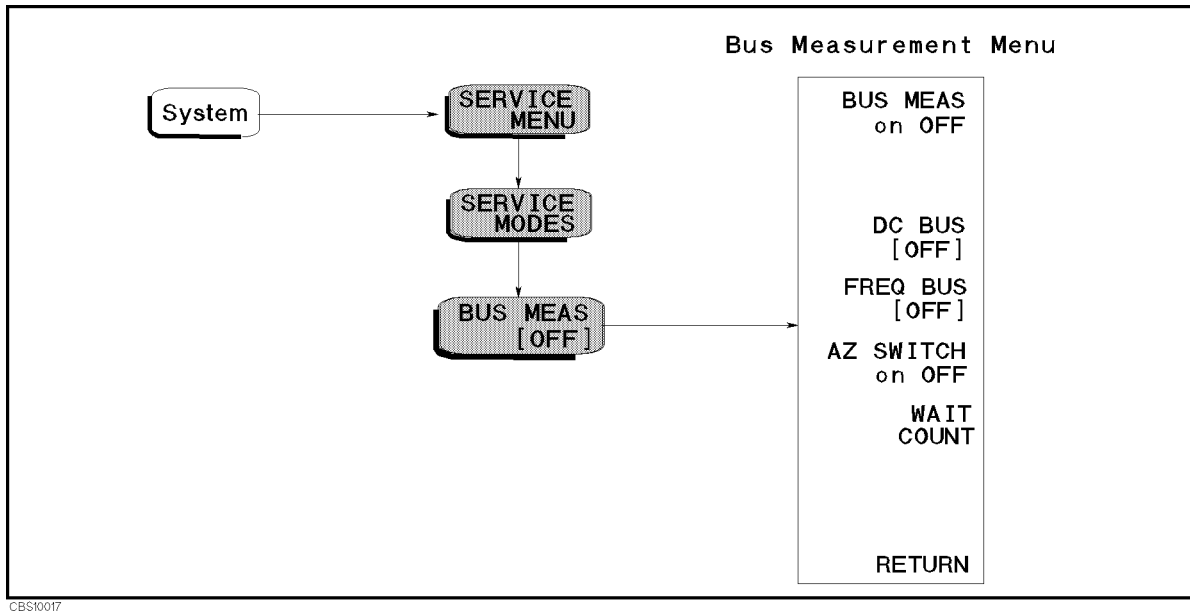 Bus Measurement Menu
System
SERVICE
MENU
SERVICE
MODES
BUS MEAS
[OFF]
BUS MEAS
on OFF
DC BUS
[OFF]
FREQ BUS
[OFF]
AZ SWITCH
on OFF
WAIT
COUNT
RETURN
CBS10017